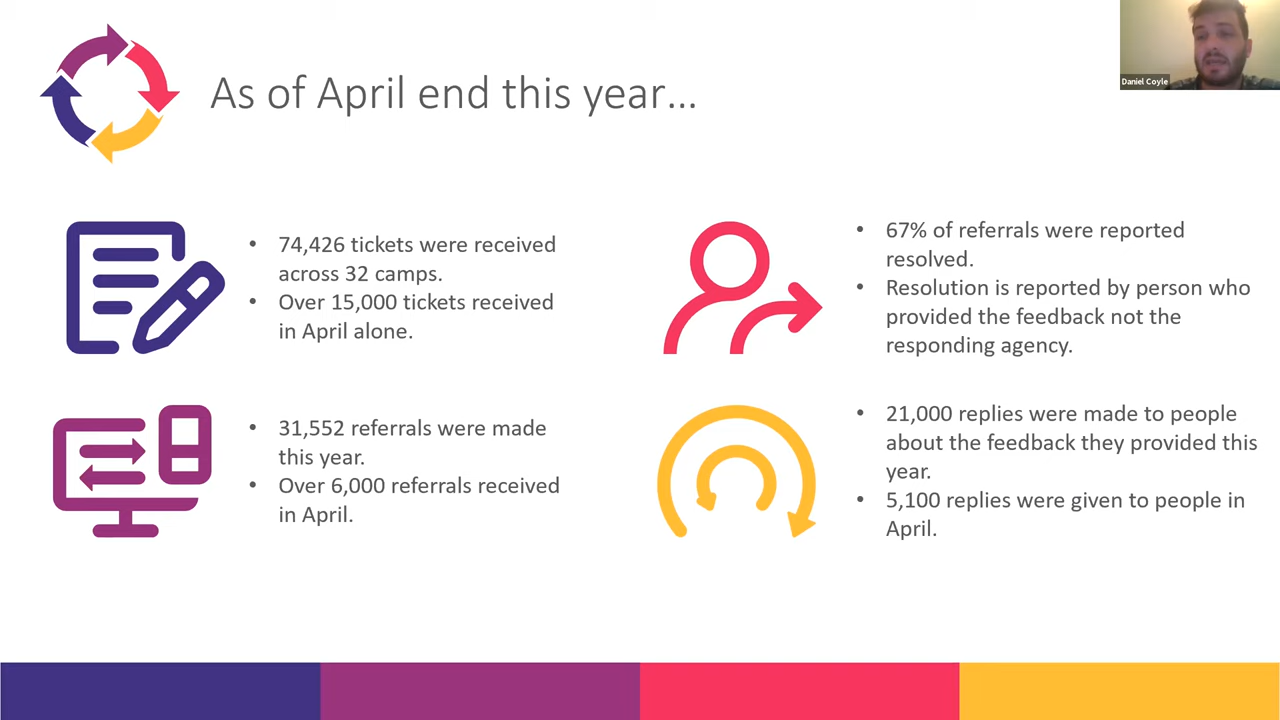 Daniel Coyle
As of April end this year...
• 74,426 tickets were received
across 32 camps.
• Over 15,000 tickets received
in April alone.
• 67% of referrals were reported
resolved.
• Resolution is reported by person who
provided the feedback not the
responding agency.
• 31,552 referrals were made
this year.
• Over 6,000 referrals received
in April.
• 21,000 replies were made to people
about the feedback they provided this
year.
• 5,100 replies were given to people in
April.